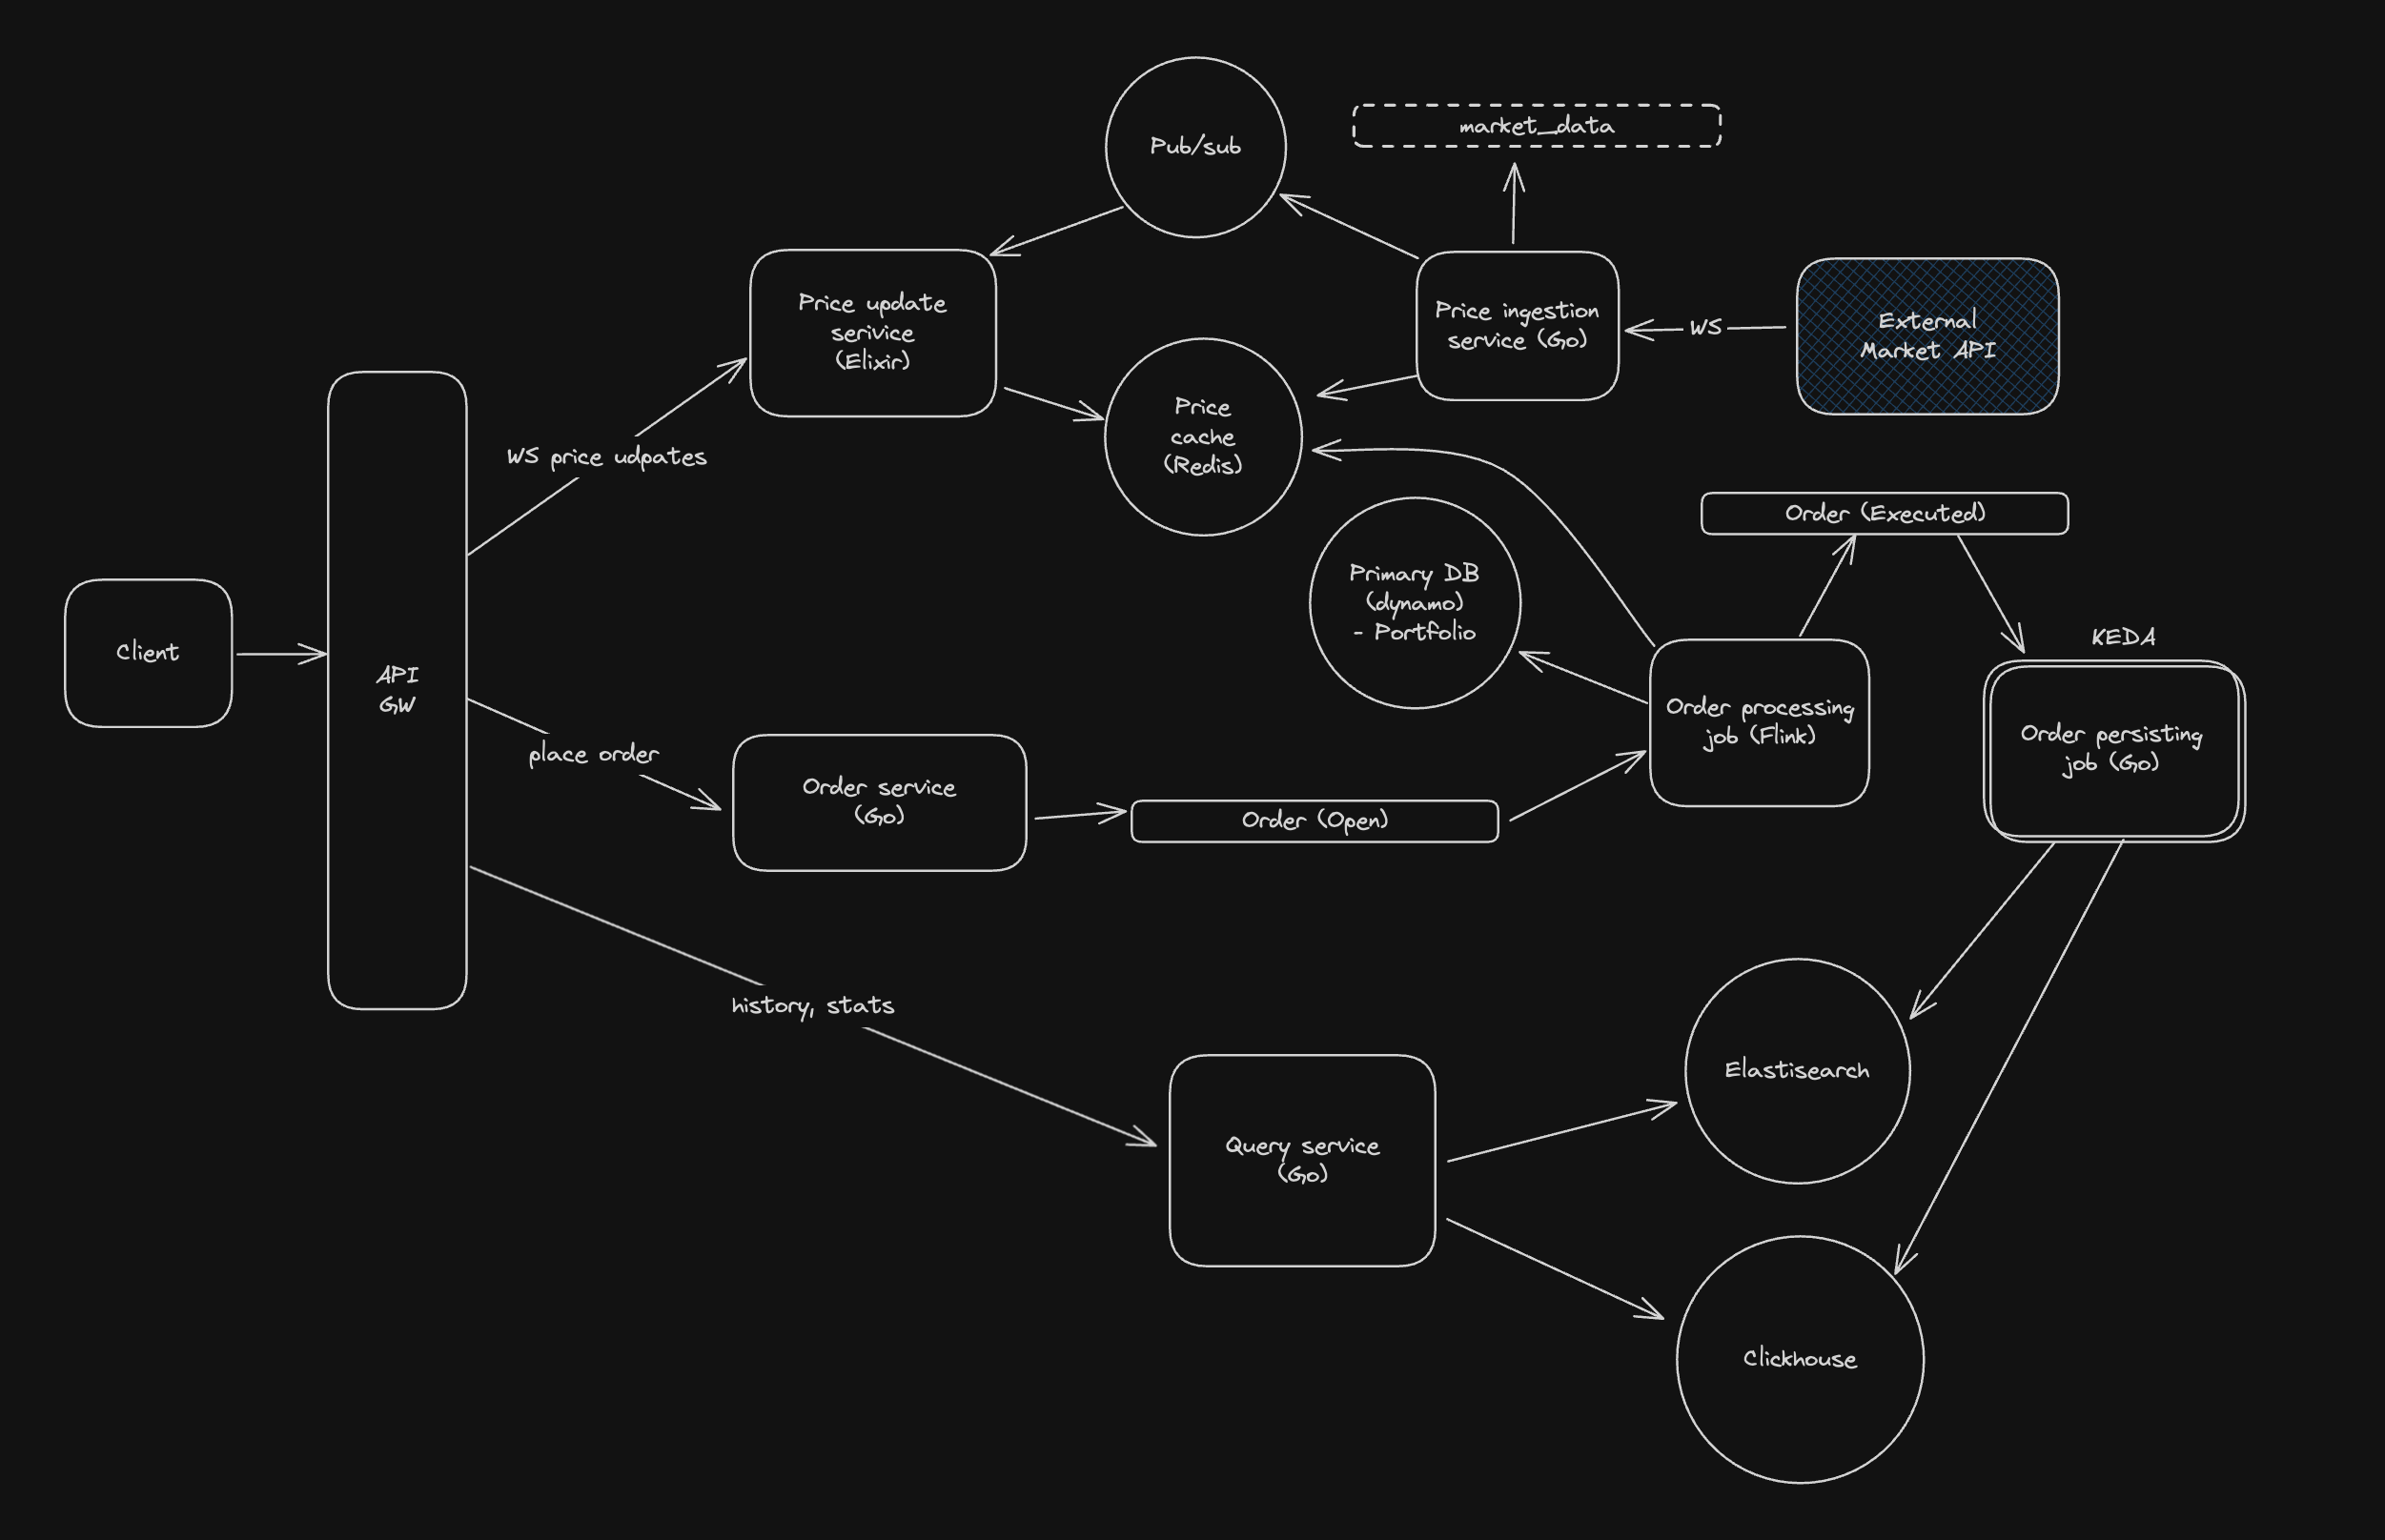 Pub/sub
market_data
Price update
serivice
(Elixir)
Price ingestion
service (Go)
WS
External
Market API
Price
cache
(Redis)
WS price udpates
Order (Executed)
Primary DB
(dynamo)
- Portfolio
KEDA
Client
API
GW
Order processing
job (Flink)
Order persisting
job (Go)
place order
Order service
(Go)
Order (Open)
history, stats
Elastisearch
Query service
(Go)
Clickhouse